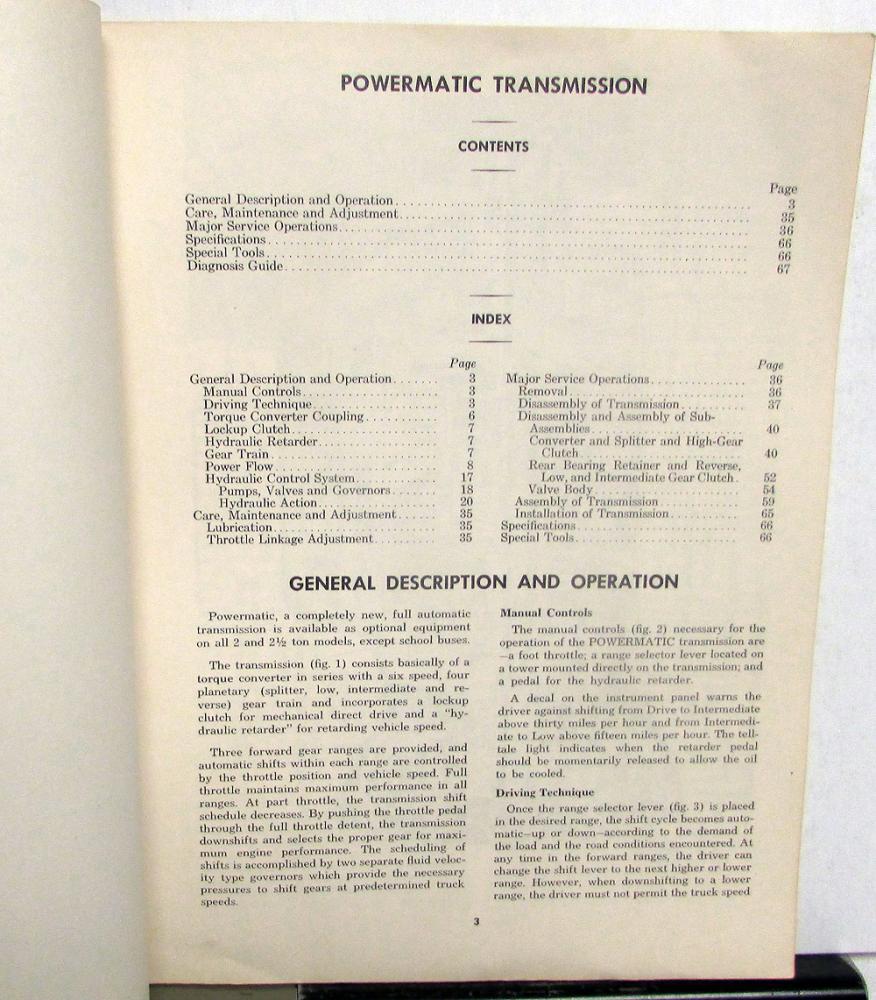 POWERMATIC TRANSMISSION
CONTENTS
Page
General Description and Operation. . . . . . . . . . 3
Care, Maintenance and Adjustment. . . . . . . . . . 35
Major Service Operations. . . . . . . . . . 36
Specifications. . . . . . . . . . 66
Special Tools. . . . . . . . . . 66
Diagnosis Guide. . . . . . . . . . 67
INDEX
Page
General Description and Operation. . . . . . . 3
Manual Controls. . . . . . . . . . 3
Driving Technique. . . . . . . . . . 3
Torque Converter Coupling. . . . . . . . . . 6
Lockup Clutch. . . . . . . . . . 7
Hydraulic Retarder. . . . . . . . . . 7
Gear Train. . . . . . . . . . 7
Power Flow. . . . . . . . . . 8
Hydraulic Control System. . . . . . . . . . 17
Pumps, Valves and Governors. . . . . . . 18
Hydraulic Action. . . . . . . . . . 20
Care, Maintenance and Adjustment. . . . . . 35
Lubrication. . . . . . . . . . 35
Throttle Linkage Adjustment. . . . . . . . . 35
Page
Major Service Operations. . . . . . . . . . 36
Removal. . . . . . . . . . 36
Disassembly of Transmission. . . . . . . . . 37
Disassembly and Assembly of Sub-
Assemblies. . . . . . . . . . 40
Converter and Splitter and High-Gear
Clutch. . . . . . . . . . 40
Rear Bearing Retainer and Reverse,
Low, and Intermediate Gear Clutch. . 52
Valve Body. . . . . . . . . . 54
Assembly of Transmission. . . . . . . . . . 59
Installation of Transmission. . . . . . . . . . 65
Specifications. . . . . . . . . . 66
Special Tools. . . . . . . . . . 66
GENERAL DESCRIPTION AND OPERATION
Powermatic, a completely new, full automatic
transmission is available as optional equipment
on all 2 and 2½ ton models, except school buses.
The transmission (fig. 1) consists basically of a
torque converter in series with a six speed, four
planetary (splitter, low, intermediate and re-
verse) gear train and incorporates a lockup
clutch for mechanical direct drive and a "hy-
draulic retarder" for retarding vehicle speed.
Three forward gear ranges are provided, and
automatic shifts within each range are controlled
by the throttle position and vehicle speed. Full
throttle maintains maximum performance in all
ranges. At part throttle, the transmission shift
schedule decreases. By pushing the throttle pedal
through the full throttle detent, the transmission
downshifts and selects the proper gear for maxi-
mum engine performance. The scheduling of
shifts is accomplished by two separate fluid veloc-
ity type governors which provide the necessary
pressures to shift gears at predetermined truck
speeds.
Manual Controls
The manual controls (fig. 2) necessary for the
operation of the POWERMATIC transmission are
—a foot throttle; a range selector lever located on
a tower mounted directly on the transmission; and
a pedal for the hydraulic retarder.
A decal on the instrument panel warns the
driver against shifting from Drive to Intermediate
above thirty miles per hour and from Intermedi-
ate to Low above fifteen miles per hour. The tell-
tale light indicates when the retarder pedal
should be momentarily released to allow the oil
to be cooled.
Driving Technique
Once the range selector lever (fig. 3) is placed
in the desired range, the shift cycle becomes auto-
matic—up or down—according to the demand of
the load and the road conditions encountered. At
any time in the forward ranges, the driver can
change the shift lever to the next higher or lower
range. However, when downshifting to a lower
range, the driver must not permit the truck speed
3